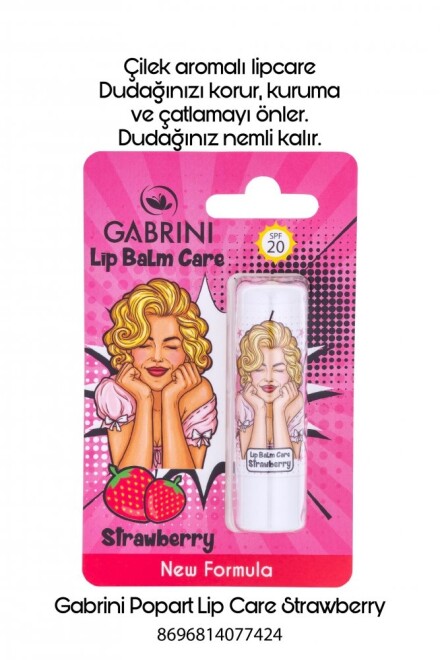 Çilek aromalı lipcare
Dudağınızı korur, kuruma
ve çatlamayı önler.
Dudağınız nemli kalır.
GABRINI
Lip Balm Care
SPF
20
Lip Balm Care
Strawberry
Strawberry
New Formula
Gabrini Popart Lip Care Strawberry
8696814077424